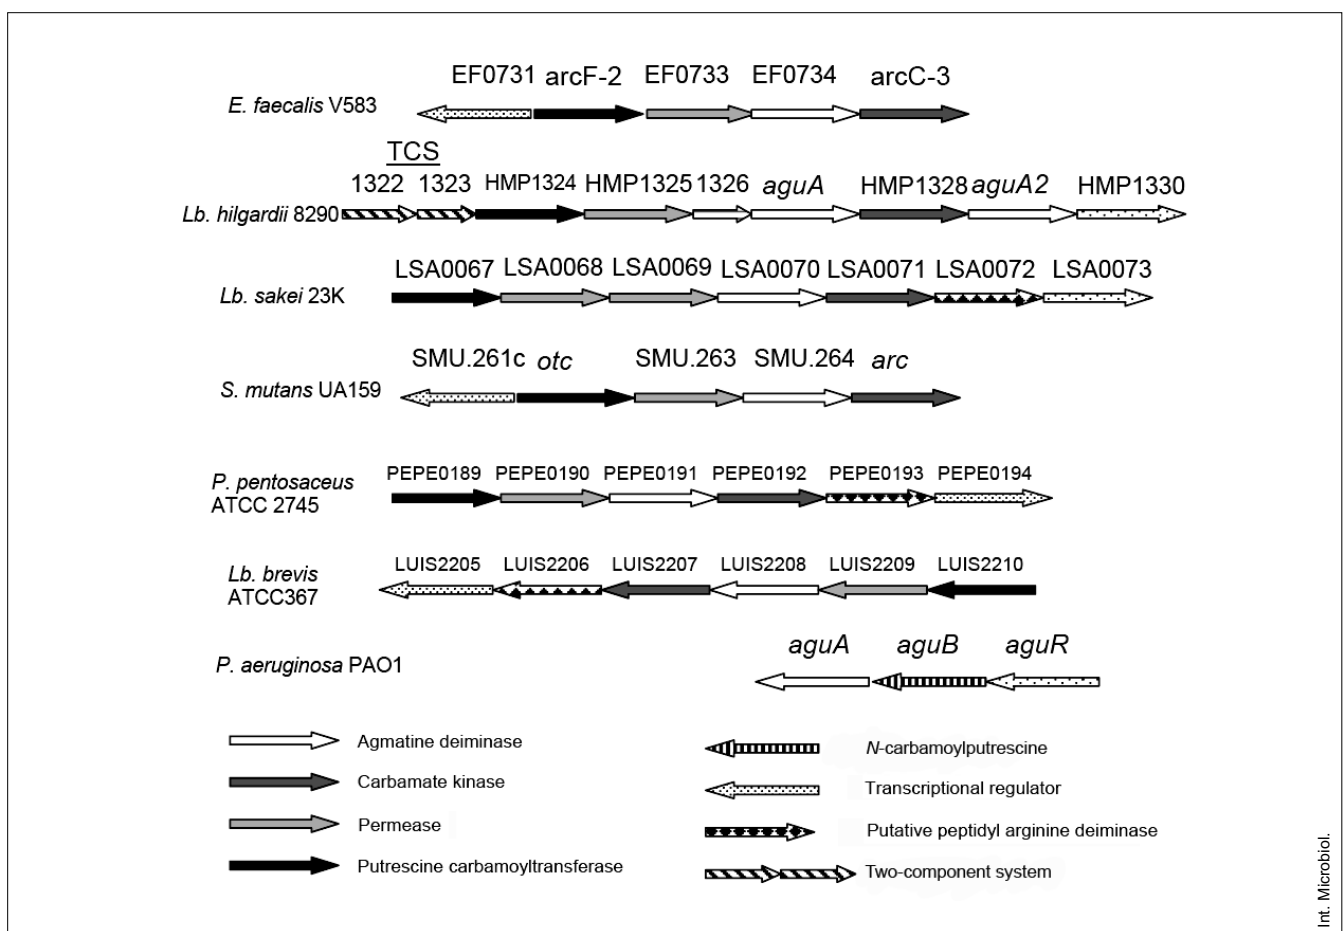 EF0731 arcF-2 EF0733 EF0734 arcC-3
E. faecalis V583
TCS
1322 1323 HMP1324 HMP1325 1326 aguA HMP1328 aguA2 HMP1330
Lb. hilgardii 8290
LSA0067 LSA0068 LSA0069 LSA0070 LSA0071 LSA0072 LSA0073
Lb. sakei 23K
SMU.261c otc SMU.263 SMU.264 arc
S. mutans UA159
PEPE0189 PEPE0190 PEPE0191 PEPE0192 PEPE0193 PEPE0194
P. pentosaceus
ATCC 2745
LUIS2205 LUIS2206 LUIS2207 LUIS2208 LUIS2209 LUIS2210
Lb. brevis
ATCC367
aguA aguB aguR
P. aeruginosa PAO1
Agmatine deiminase
Carbamate kinase
Permease
Putrescine carbamoyltransferase
N-carbamoylputrescine
Transcriptional regulator
Putative peptidyl arginine deiminase
Two-component system
Int. Microbiol.